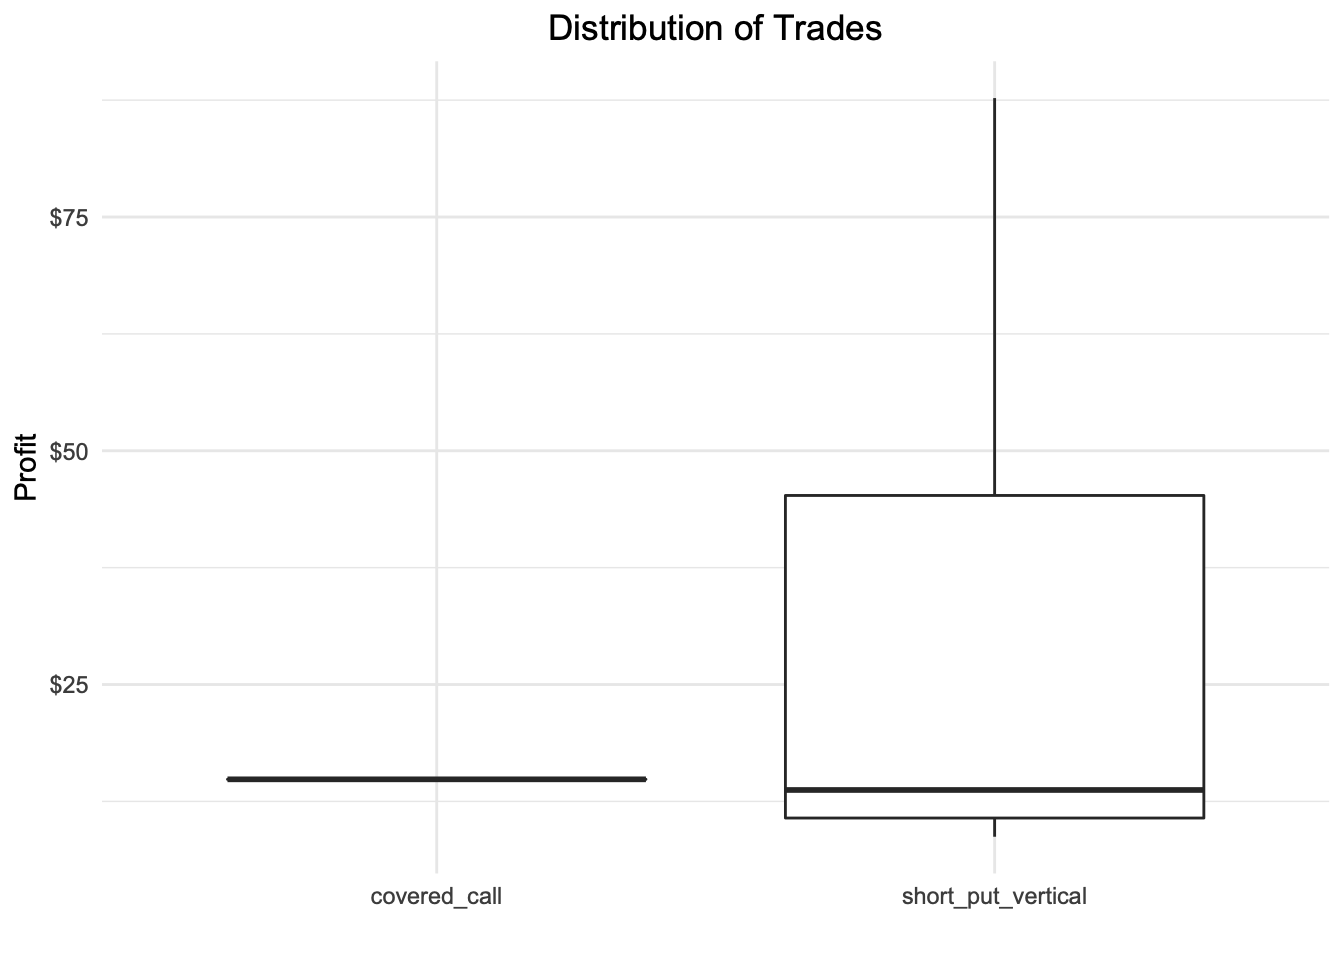 Distribution of Trades
Profit
$75
$50
$25
covered_call
short_put_vertical